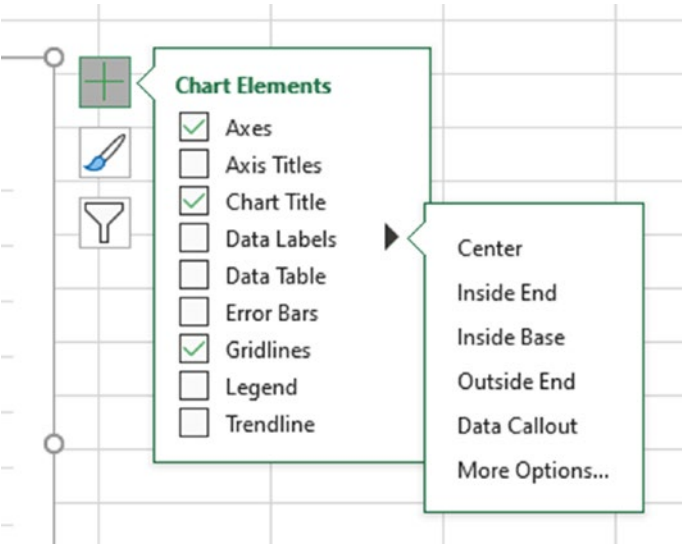 Chart Elements
Axes
Axis Titles
Chart Title
Data Labels
Data Table
Error Bars
Gridlines
Legend
Trendline
Center
Inside End
Inside Base
Outside End
Data Callout
More Options...